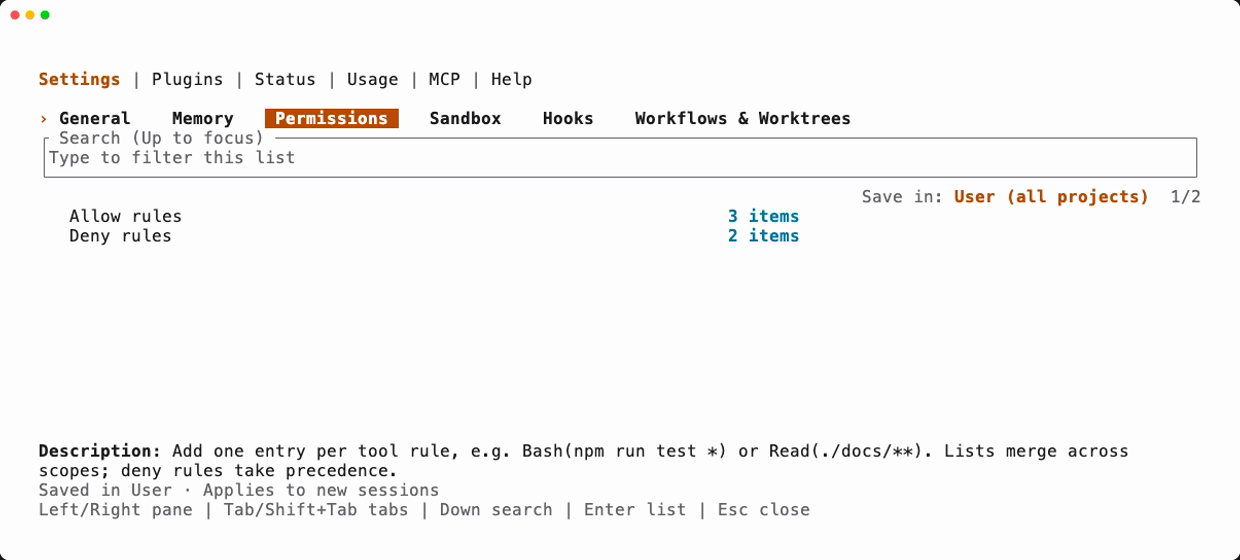 Settings | Plugins | Status | Usage | MCP | Help
› General Memory Permissions Sandbox Hooks Workflows & Worktrees
Search (Up to focus)
Type to filter this list
Save in: User (all projects) 1/2
Allow rules 3 items
Deny rules 2 items
Description: Add one entry per tool rule, e.g. Bash(npm run test *) or Read(./docs/**). Lists merge across
scopes; deny rules take precedence.
Saved in User · Applies to new sessions
Left/Right pane | Tab/Shift+Tab tabs | Down search | Enter list | Esc close